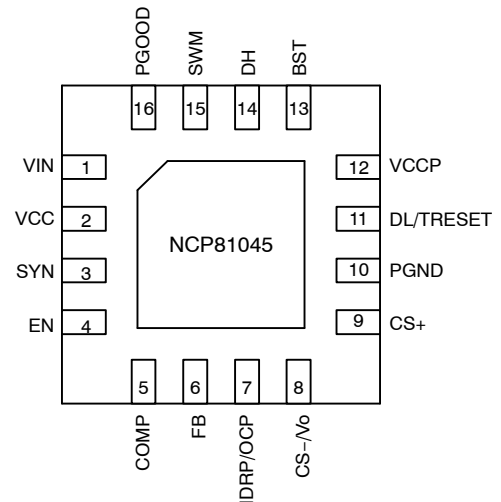 PGOOD
SWM
DH
BST
16
15
14
13
VIN
1
12
VCCP
VCC
2
11
DL/TRESET
NCP81045
SYN
3
10
PGND
EN
4
9
CS+
5
6
7
8
COMP
FB
IDRP/OCP
CS−/Vo